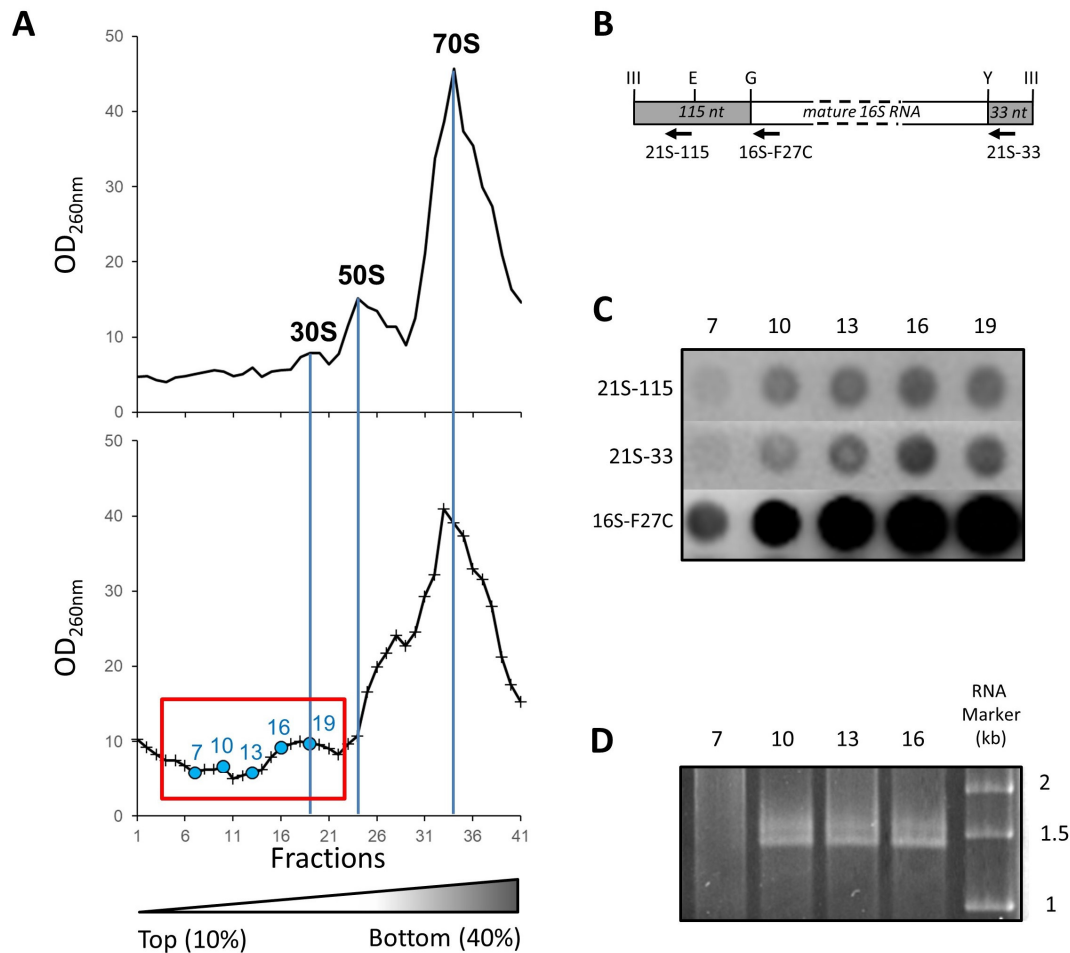 A
50
70S
40
30
OD260nm
20
50S
30S
10
0
50
40
30
OD260nm
20
10
7 10 13 16 19
0
1 6 11 16 21 26 31 36 41
Fractions
Top (10%) Bottom (40%)
B
III E G Y III
115 nt mature 16S RNA 33 nt
21S-115 16S-F27C 21S-33
C
7 10 13 16 19
21S-115
21S-33
16S-F27C
D
7 10 13 16
RNA
Marker
(kb)
2
1.5
1